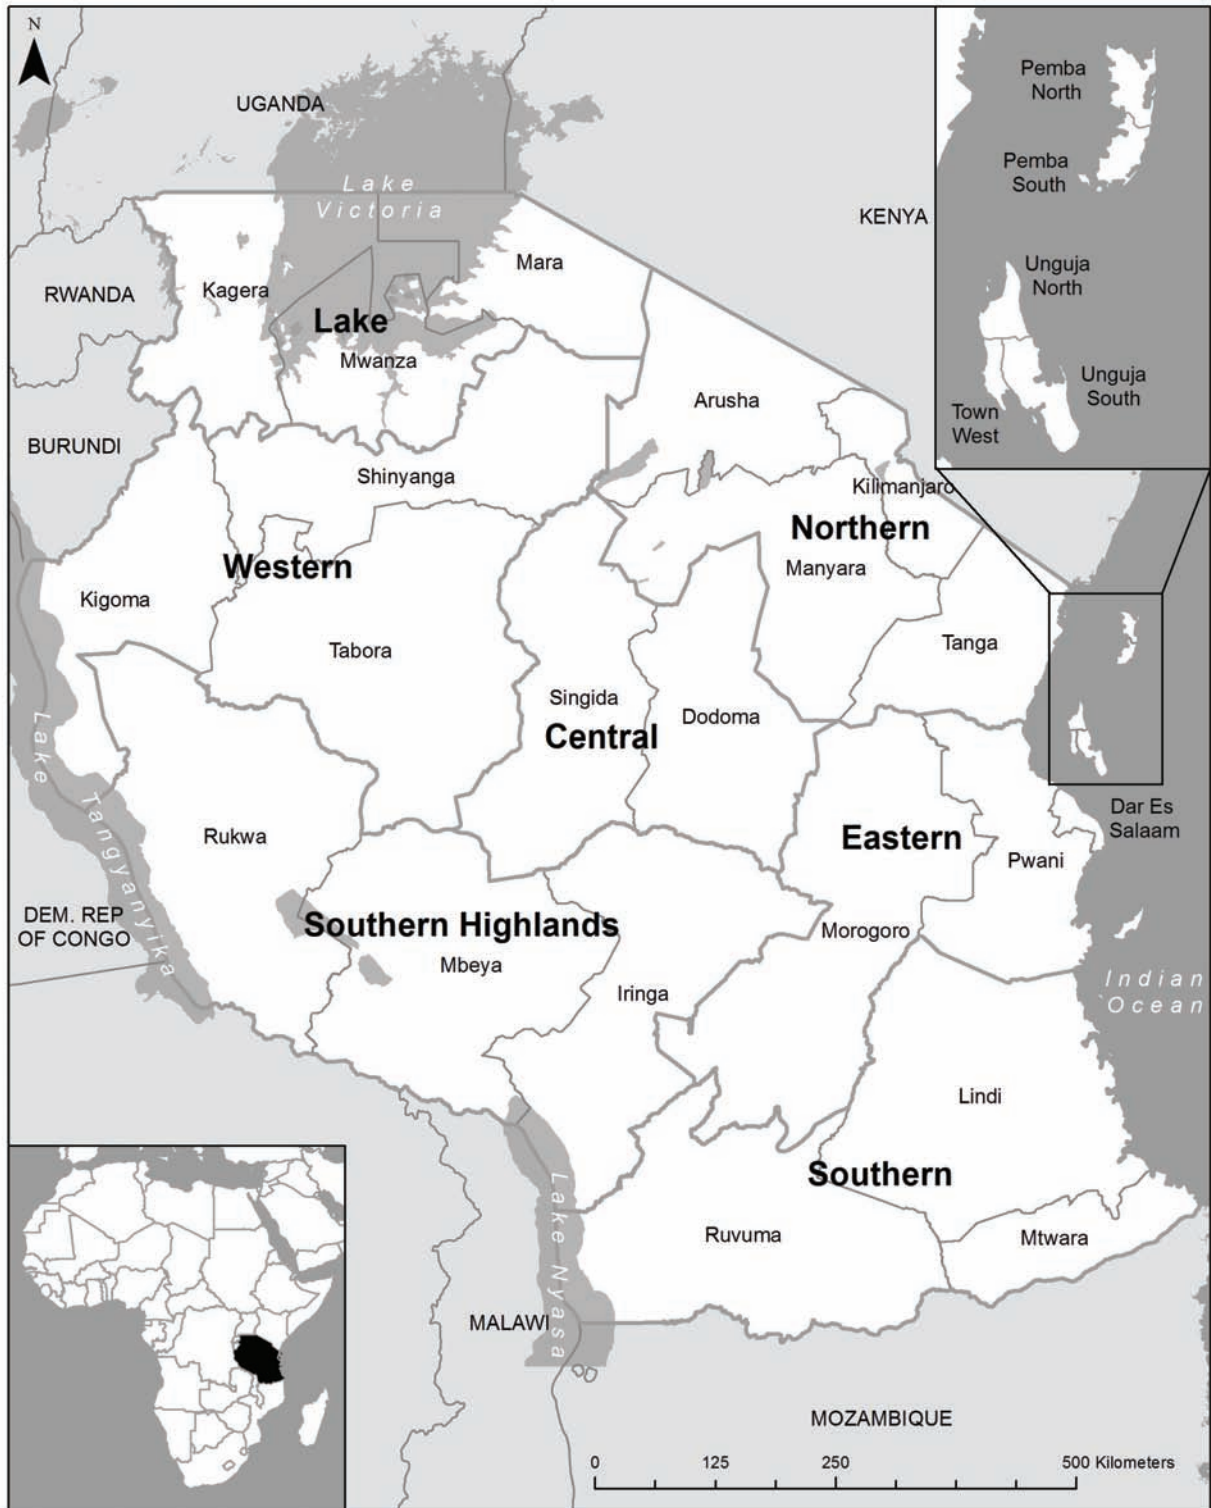 N
UGANDA
Lake
Victoria
KENYA
RWANDA
BURUNDI
Pemba
North
Pemba
South
Unguja
North
Unguja
South
Town
West
Mara
Kagera
Lake
Mwanza
Arusha
Shinyanga
Kilimanjaro
Northern
Manyara
Western
Kigoma
Tabora
Tanga
Singida
Central
Dodoma
Lake
Tangyanyika
Rukwa
Eastern
Dar Es
Salaam
Pwani
DEM. REP
OF CONGO
Southern Highlands
Mbeya
Iringa
Morogoro
Indian
Ocean
Lindi
Southern
Ruvuma
Mtwara
Lake Nyasa
MALAWI
MOZAMBIQUE
0 125 250 500 Kilometers